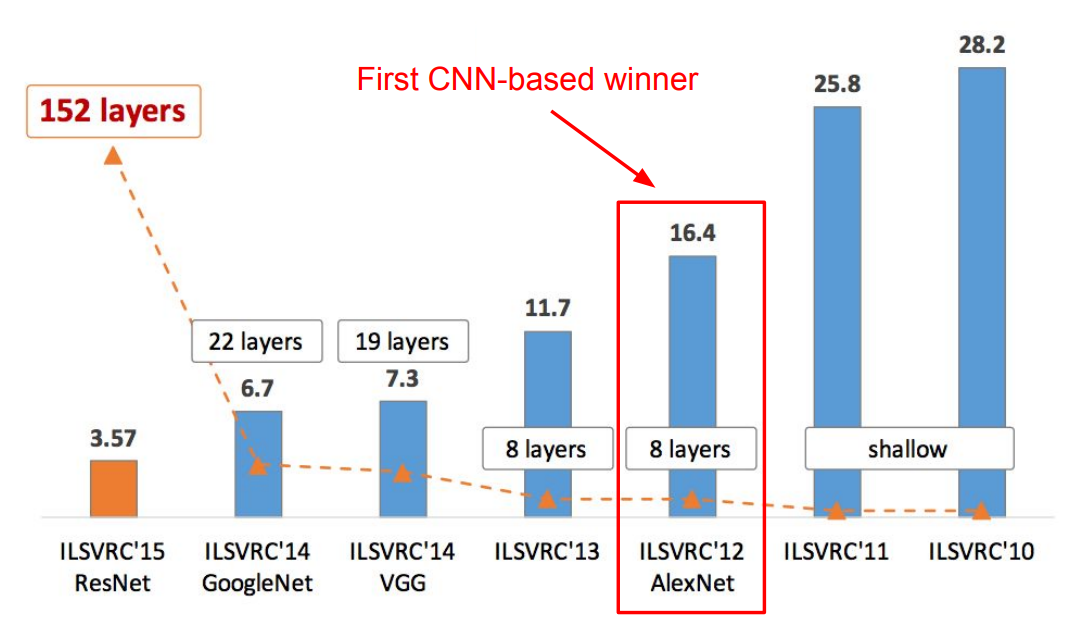 First CNN-based winner
152 layers
28.2
25.8
16.4
11.7
22 layers
19 layers
6.7
7.3
3.57
8 layers
8 layers
shallow
ILSVRC'15
ResNet
ILSVRC'14
GoogleNet
ILSVRC'14
VGG
ILSVRC'13
ILSVRC'12
AlexNet
ILSVRC'11
ILSVRC'10